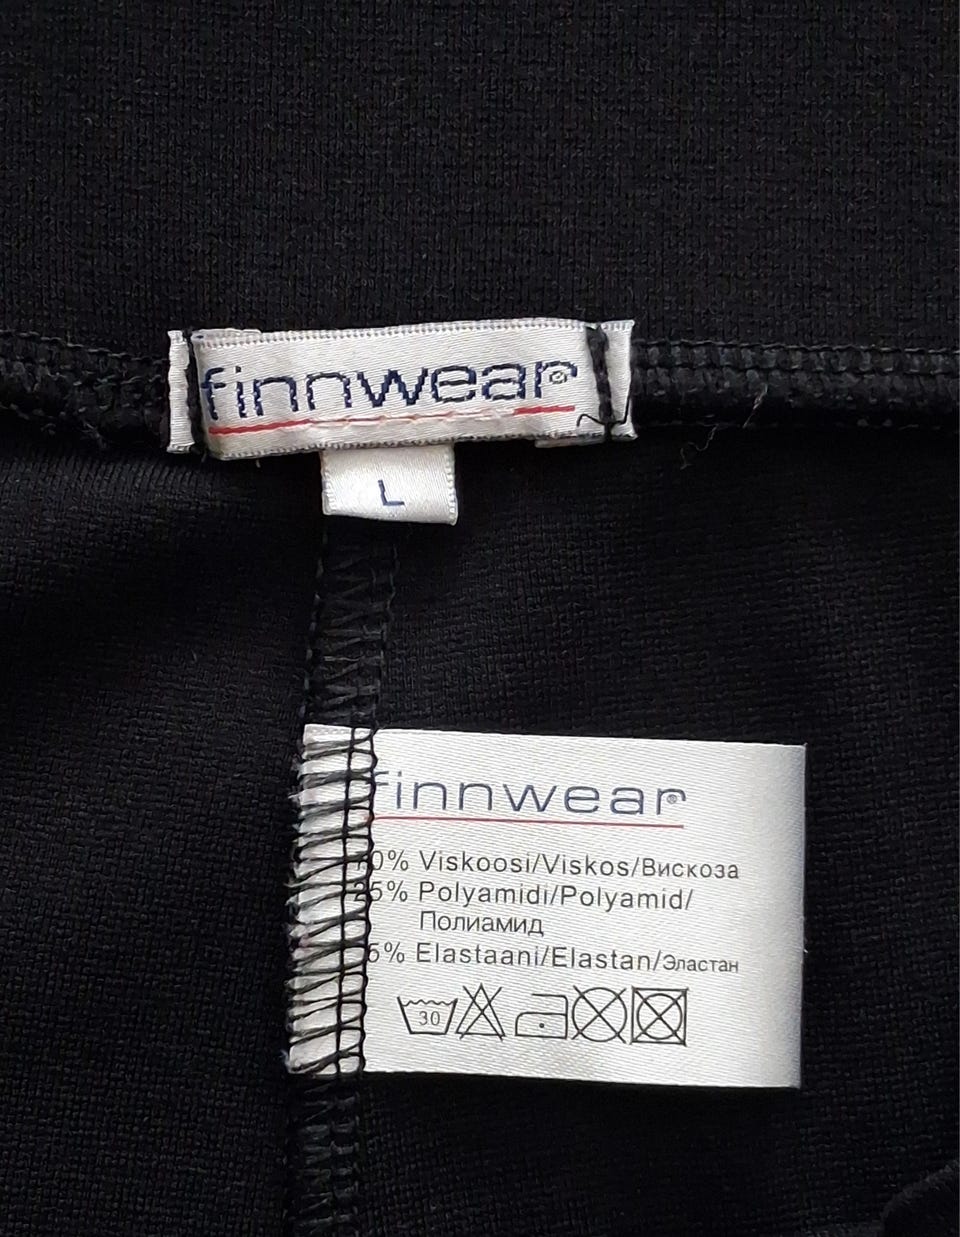 finnwear®
L
finnwear®
0% Viskoosi/Viskos/Вискоза
25% Polyamidi/Polyamid/
Полиамид
5% Elastaani/Elastan/Эластан
30